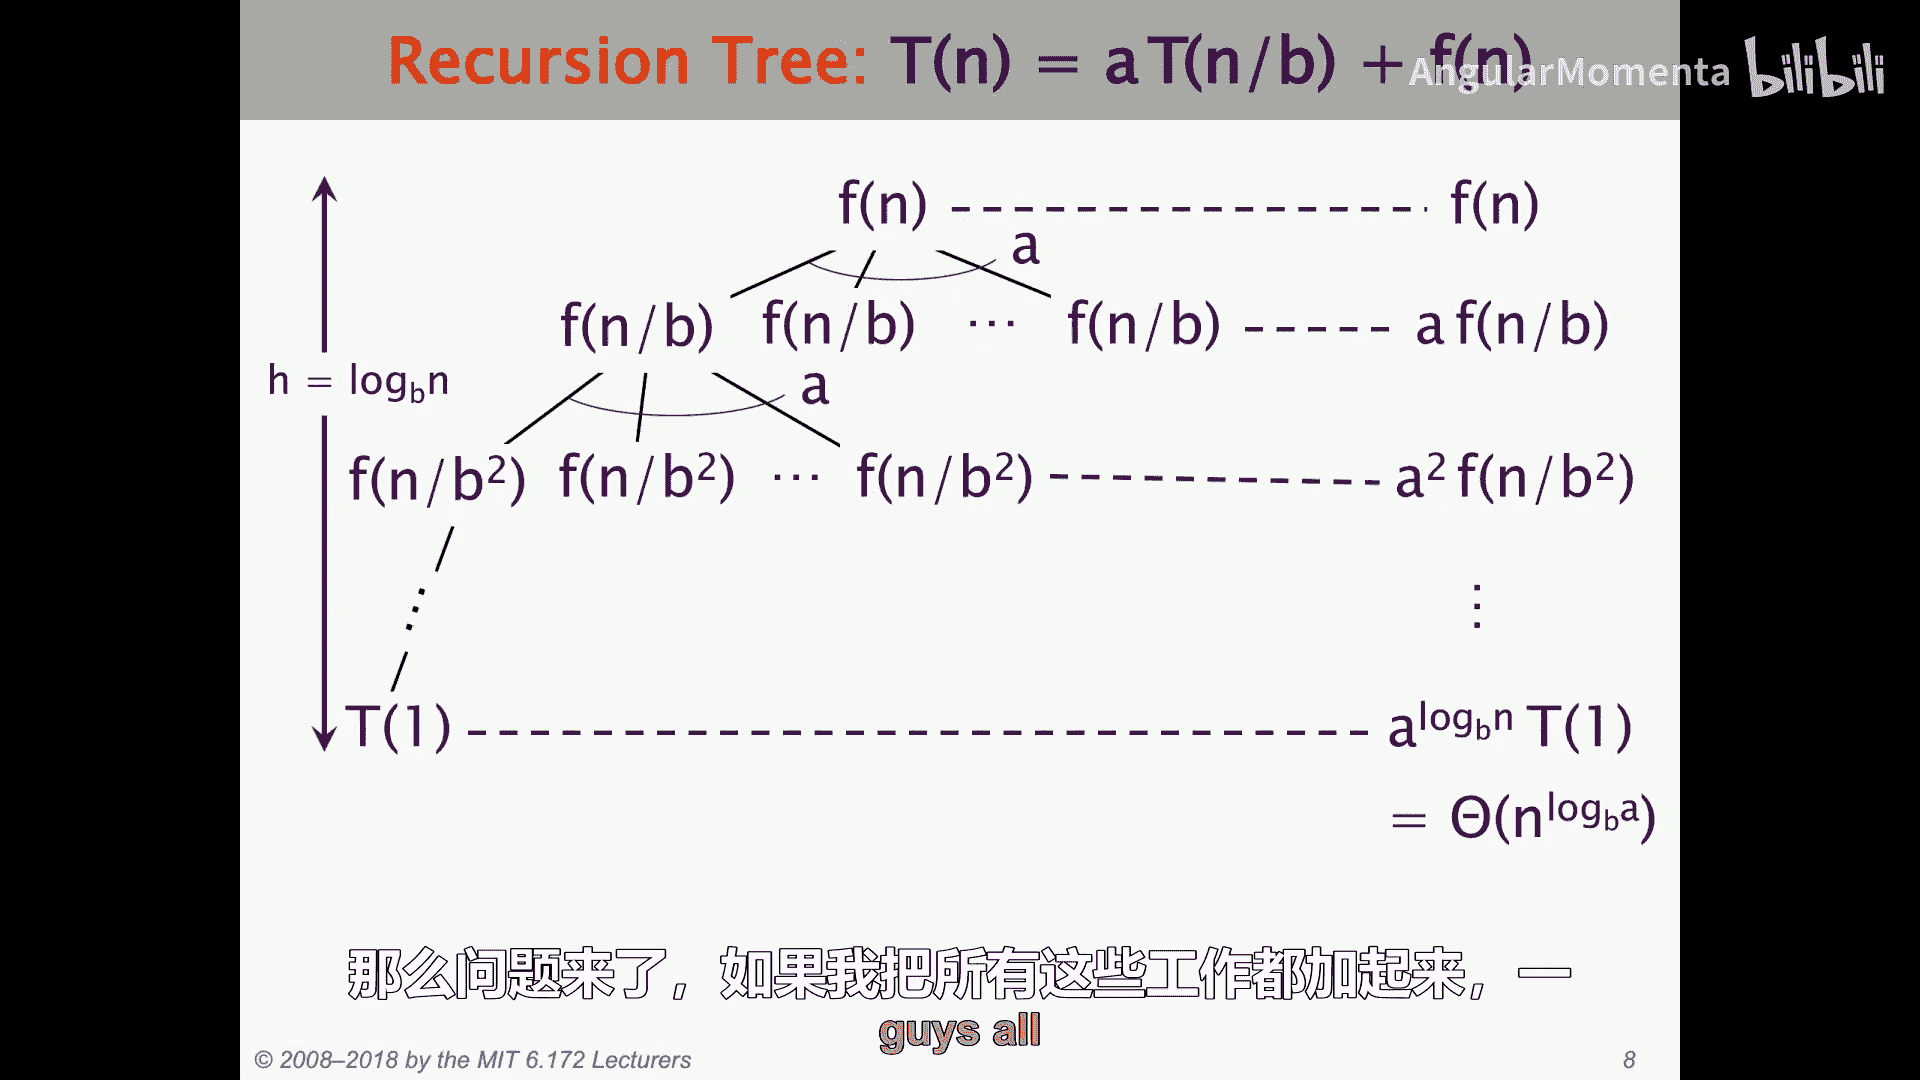 Recursion Tree: T(n) = a T(n/b) + f(n)
AngularMomenta bilibili
f(n) f(n)
a
f(n/b) f(n/b) ⋯ f(n/b) a f(n/b)
h = log_b n
a
f(n/b²) f(n/b²) ⋯ f(n/b²) a² f(n/b²)
⋮
T(1) a^{log_b n} T(1)
= Θ(n^{log_b a})
那么问题来了，如果我把所有这些工作都加起来，一
guys all
© 2008–2018 by the MIT 6.172 Lecturers 8